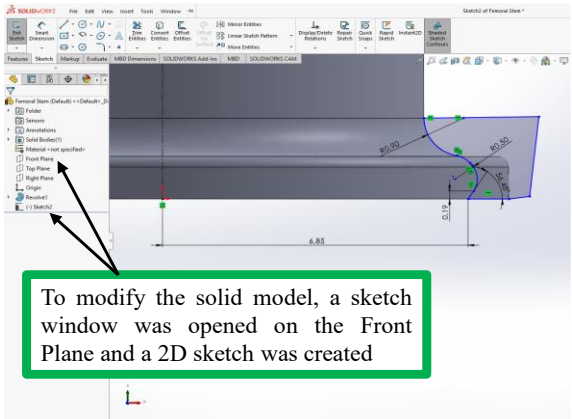 SOLIDWORKS File Edit View Insert Tools Window
Sketch2 of Femoral Stem *
Exit Sketch
Smart Dimension
Trim Entities
Convert Entities
Offset Entities
Mirror Entities
Linear Sketch Pattern
Move Entities
Display/Delete Relations
Repair Sketch
Quick Snaps
Rapid Sketch
Instant2D
Shaded Sketch Contours
Features Sketch Markup Evaluate MBD Dimensions SOLIDWORKS Add-Ins MBD SOLIDWORKS CAM
Femoral Stem (Default) <<Default>_D
Folder
Sensors
Annotations
Solid Bodies(1)
Material <not specified>
Front Plane
Top Plane
Right Plane
Origin
Revolve1
(-) Sketch2
R0.90
R0.50
0.19
6.85
To modify the solid model, a sketch
window was opened on the Front
Plane and a 2D sketch was created